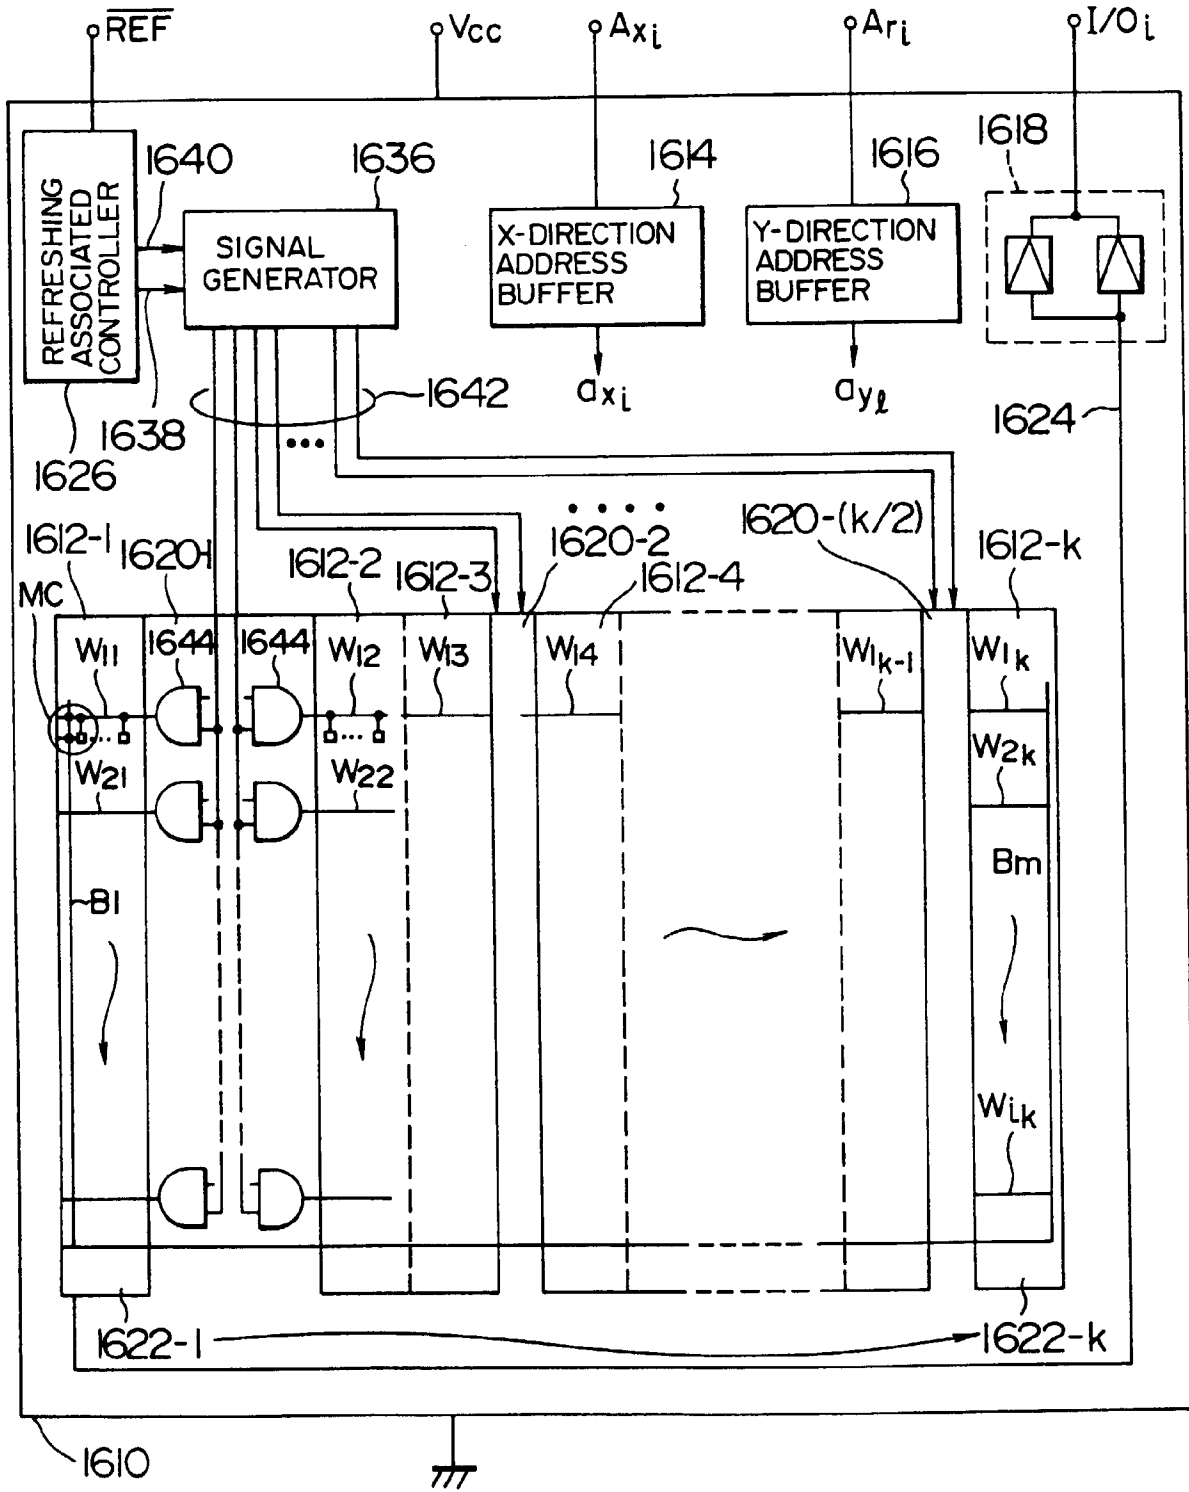 REF
Vcc
Axi
Ari
I/Oi
1640
1636
1614
1616
1618
REFRESHING
ASSOCIATED
CONTROLLER
SIGNAL
GENERATOR
X-DIRECTION
ADDRESS
BUFFER
Y-DIRECTION
ADDRESS
BUFFER
axi
ayℓ
1642
1624
1638
1626
1612-1
1620-1
1612-2
1612-3
1620-2
1612-4
1620-(k/2)
1612-k
MC
1644
1644
W11
W12
W13
W14
W1k-1
W1k
W21
W22
W2k
B1
Bm
Wik
1622-1
1622-k
1610